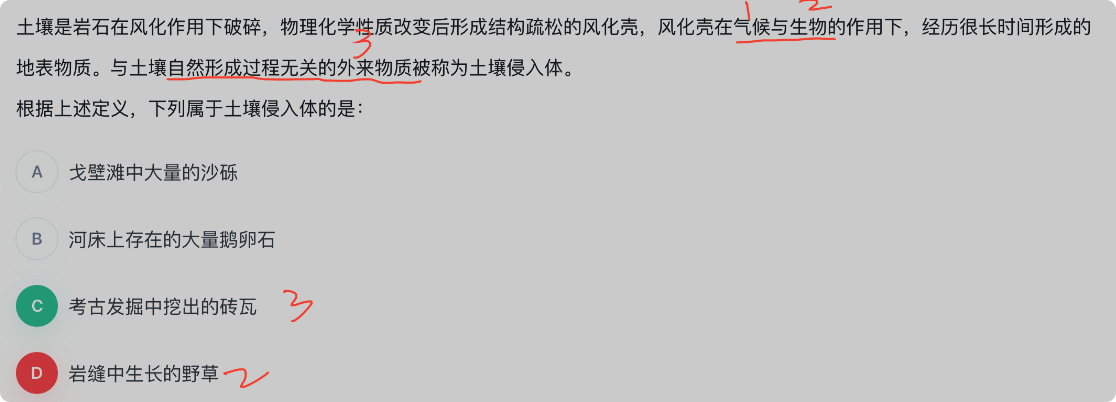 1 2
土壤是岩石在风化作用下破碎，物理化学性质改变后形成结构疏松的风化壳，风化壳在气候与生物的作用下，经历很长时间形成的
3
地表物质。与土壤自然形成过程无关的外来物质被称为土壤侵入体。
根据上述定义，下列属于土壤侵入体的是：
A 戈壁滩中大量的沙砾
B 河床上存在的大量鹅卵石
C 考古发掘中挖出的砖瓦 3
D 岩缝中生长的野草 2